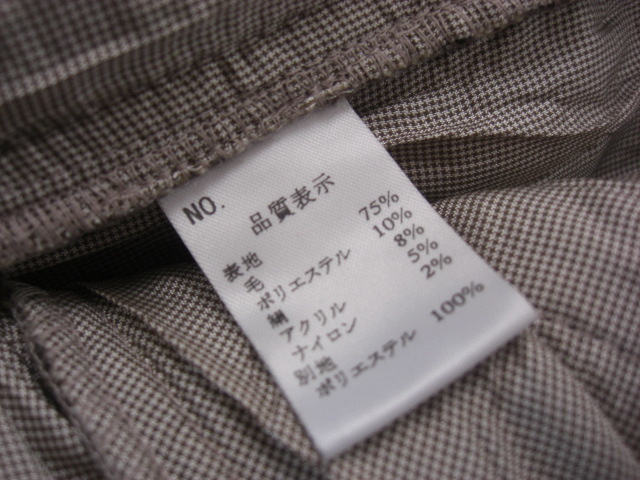 NO.
品質表示
表地
毛 75%
ポリエステル 10%
絹 8%
アクリル 5%
ナイロン 2%
別地
ポリエステル 100%